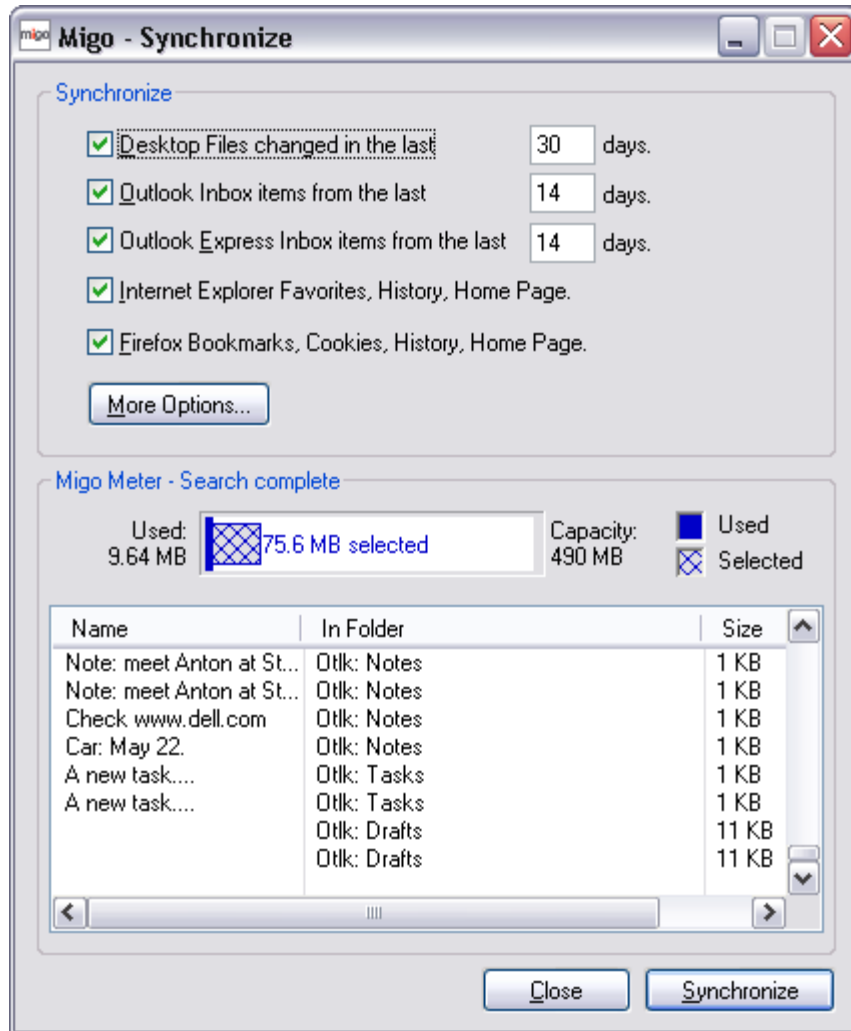 migo Migo - Synchronize
Synchronize
Desktop Files changed in the last 30 days.
Outlook Inbox items from the last 14 days.
Outlook Express Inbox items from the last 14 days.
Internet Explorer Favorites, History, Home Page.
Firefox Bookmarks, Cookies, History, Home Page.
More Options...
Migo Meter - Search complete
Used: 9.64 MB 75.6 MB selected Capacity: 490 MB Used
Selected
Name In Folder Size
Note: meet Anton at St... Otlk: Notes 1 KB
Note: meet Anton at St... Otlk: Notes 1 KB
Check www.dell.com Otlk: Notes 1 KB
Car: May 22. Otlk: Notes 1 KB
A new task.... Otlk: Tasks 1 KB
A new task.... Otlk: Tasks 1 KB
Otlk: Drafts 11 KB
Otlk: Drafts 11 KB
Close Synchronize